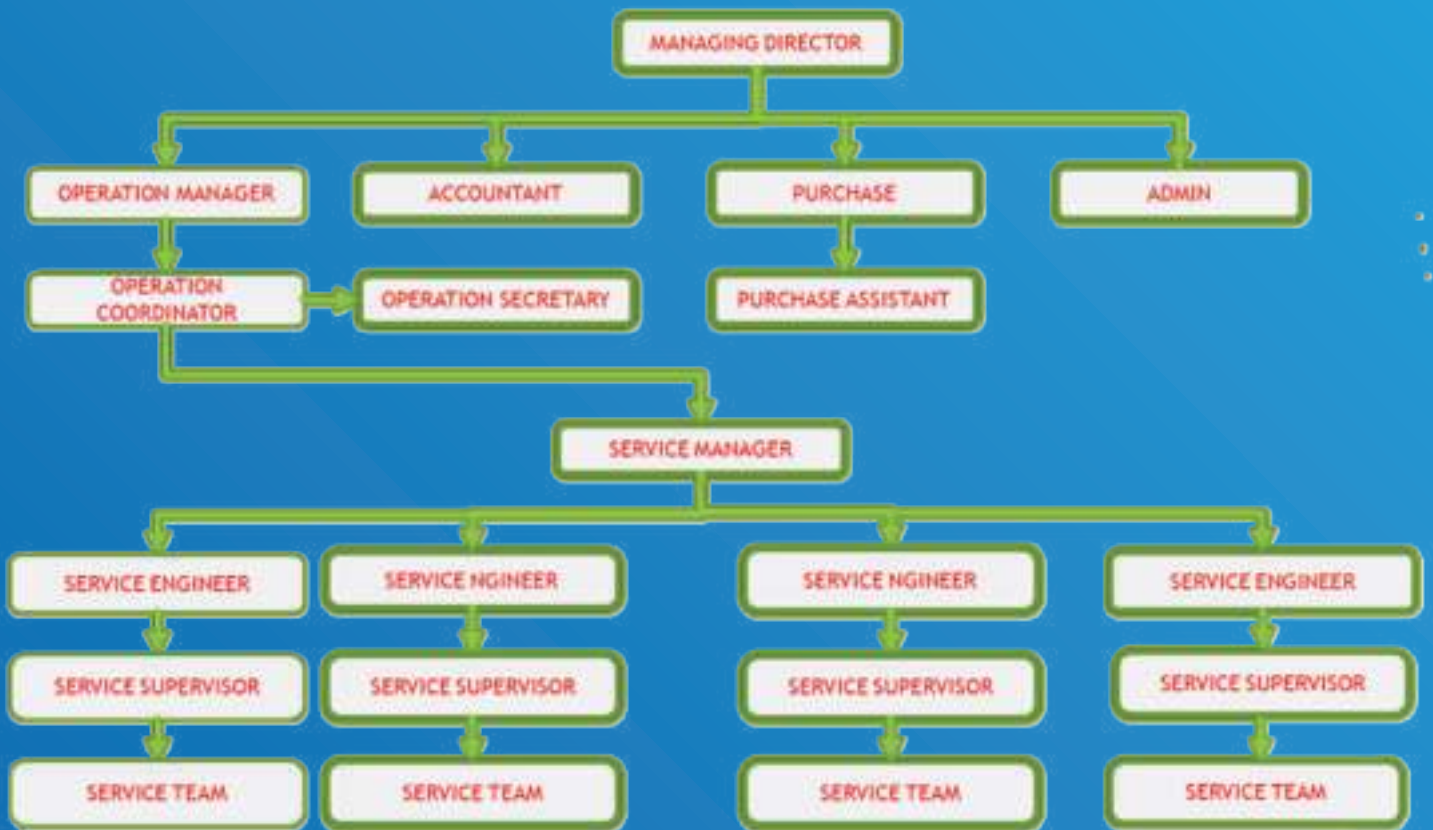 MANAGING DIRECTOR
OPERATION MANAGER
ACCOUNTANT
PURCHASE
ADMIN
OPERATION
COORDINATOR
OPERATION SECRETARY
PURCHASE ASSISTANT
SERVICE MANAGER
SERVICE ENGINEER
SERVICE NGINEER
SERVICE NGINEER
SERVICE ENGINEER
SERVICE SUPERVISOR
SERVICE SUPERVISOR
SERVICE SUPERVISOR
SERVICE SUPERVISOR
SERVICE TEAM
SERVICE TEAM
SERVICE TEAM
SERVICE TEAM